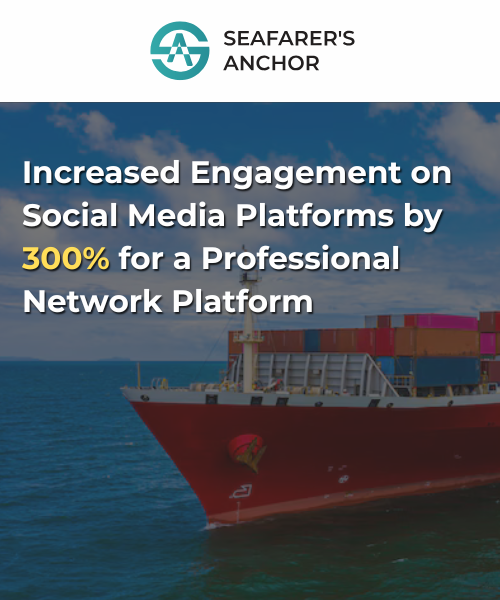 SEAFARER'S
ANCHOR
Increased Engagement on
Social Media Platforms by
300% for a Professional
Network Platform